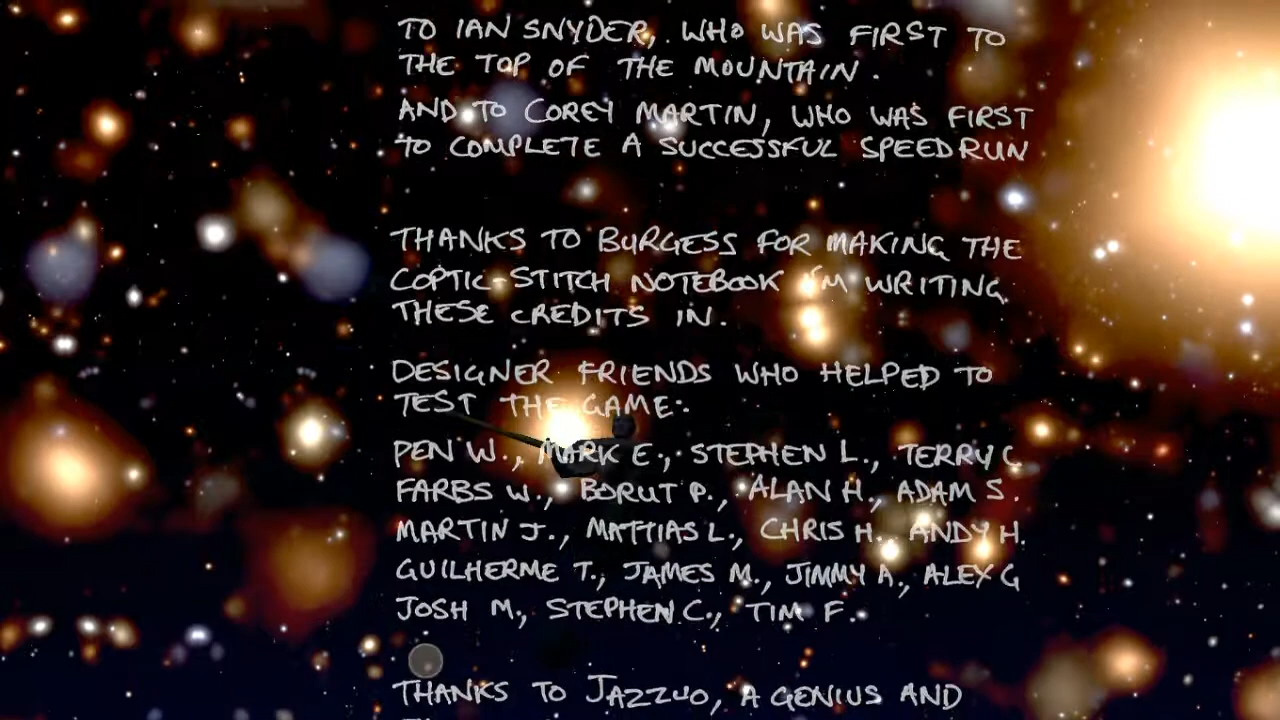 TO IAN SNYDER, WHO WAS FIRST TO
THE TOP OF THE MOUNTAIN.
AND TO COREY MARTIN, WHO WAS FIRST
TO COMPLETE A SUCCESSFUL SPEEDRUN
THANKS TO BURGESS FOR MAKING THE
COPTIC-STITCH NOTEBOOK I'M WRITING
THESE CREDITS IN.
DESIGNER FRIENDS WHO HELPED TO
TEST THE GAME:
PEN W., MARK E., STEPHEN L., TERRY C
FARBS W., BORUT P., ALAN H., ADAM S.
MARTIN J., MATTIAS L., CHRIS H. ANDY H.
GUILHERME T., JAMES M., JIMMY A., ALEX G
JOSH M., STEPHEN C., TIM F.
THANKS TO JAZZUO, A GENIUS AND